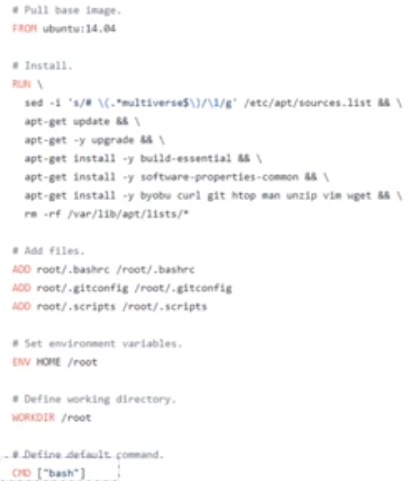 # Pull base image.
FROM ubuntu:14.04
# Install.
RUN \
sed -i 's/# \(.*multiverse$\)/\1/g' /etc/apt/sources.list && \
apt-get update && \
apt-get -y upgrade && \
apt-get install -y build-essential && \
apt-get install -y software-properties-common && \
apt-get install -y byobu curl git htop man unzip vim wget && \
rm -rf /var/lib/apt/lists/*
# Add files.
ADD root/.bashrc /root/.bashrc
ADD root/.gitconfig /root/.gitconfig
ADD root/.scripts /root/.scripts
# Set environment variables.
ENV HOME /root
# Define working directory.
WORKDIR /root
# Define default command.
CMD ["bash"]